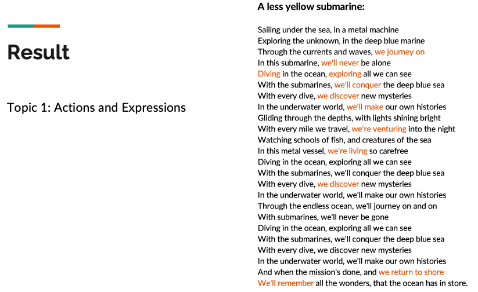 Result
Topic 1: Actions and Expressions
A less yellow submarine:
Sailing under the sea, in a metal machine
Exploring the unknown, in the deep blue marine
Through the currents and waves, we journey on
In this submarine, we'll never be alone
Diving in the ocean, exploring all we can see
With the submarines, we'll conquer the deep blue sea
With every dive, we discover new mysteries
In the underwater world, we'll make our own histories
Gliding through the depths, with lights shining bright
With every mile we travel, we're venturing into the night
Watching schools of fish, and creatures of the sea
In this metal vessel, we're living so carefree
Diving in the ocean, exploring all we can see
With the submarines, we'll conquer the deep blue sea
With every dive, we discover new mysteries
In the underwater world, we'll make our own histories
Through the endless ocean, we'll journey on and on
With submarines, we'll never be gone
Diving in the ocean, exploring all we can see
With the submarines, we'll conquer the deep blue sea
With every dive, we discover new mysteries
In the underwater world, we'll make our own histories
And when the mission's done, and we return to shore
We'll remember all the wonders, that the ocean has in store.